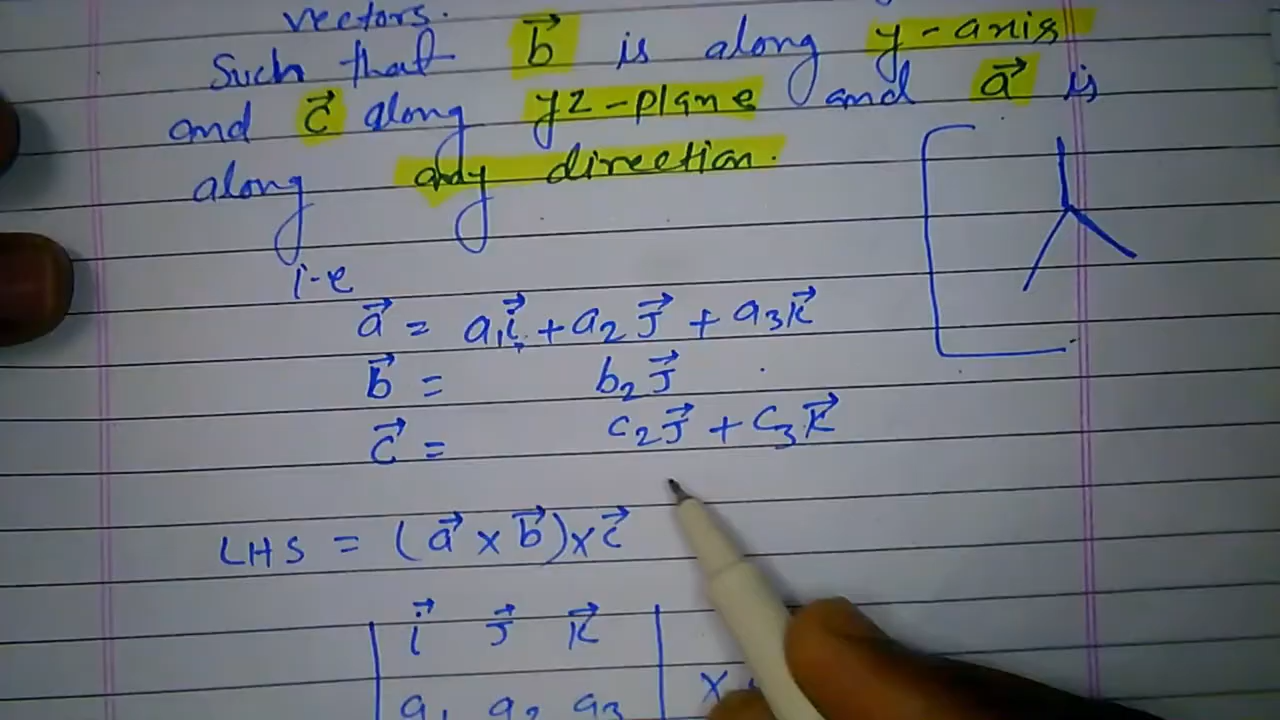 vectors.
Such that b⃗ is along y-axis
and c⃗ along yz-plane and a⃗ is
along any direction.
i-e
a⃗ = a₁i⃗ + a₂j⃗ + a₃k⃗
b⃗ = b₂j⃗
c⃗ = c₂j⃗ + c₃k⃗
LHS = (a⃗ × b⃗) × c⃗
i⃗ j⃗ k⃗
a₁ a₂ a₃ ×